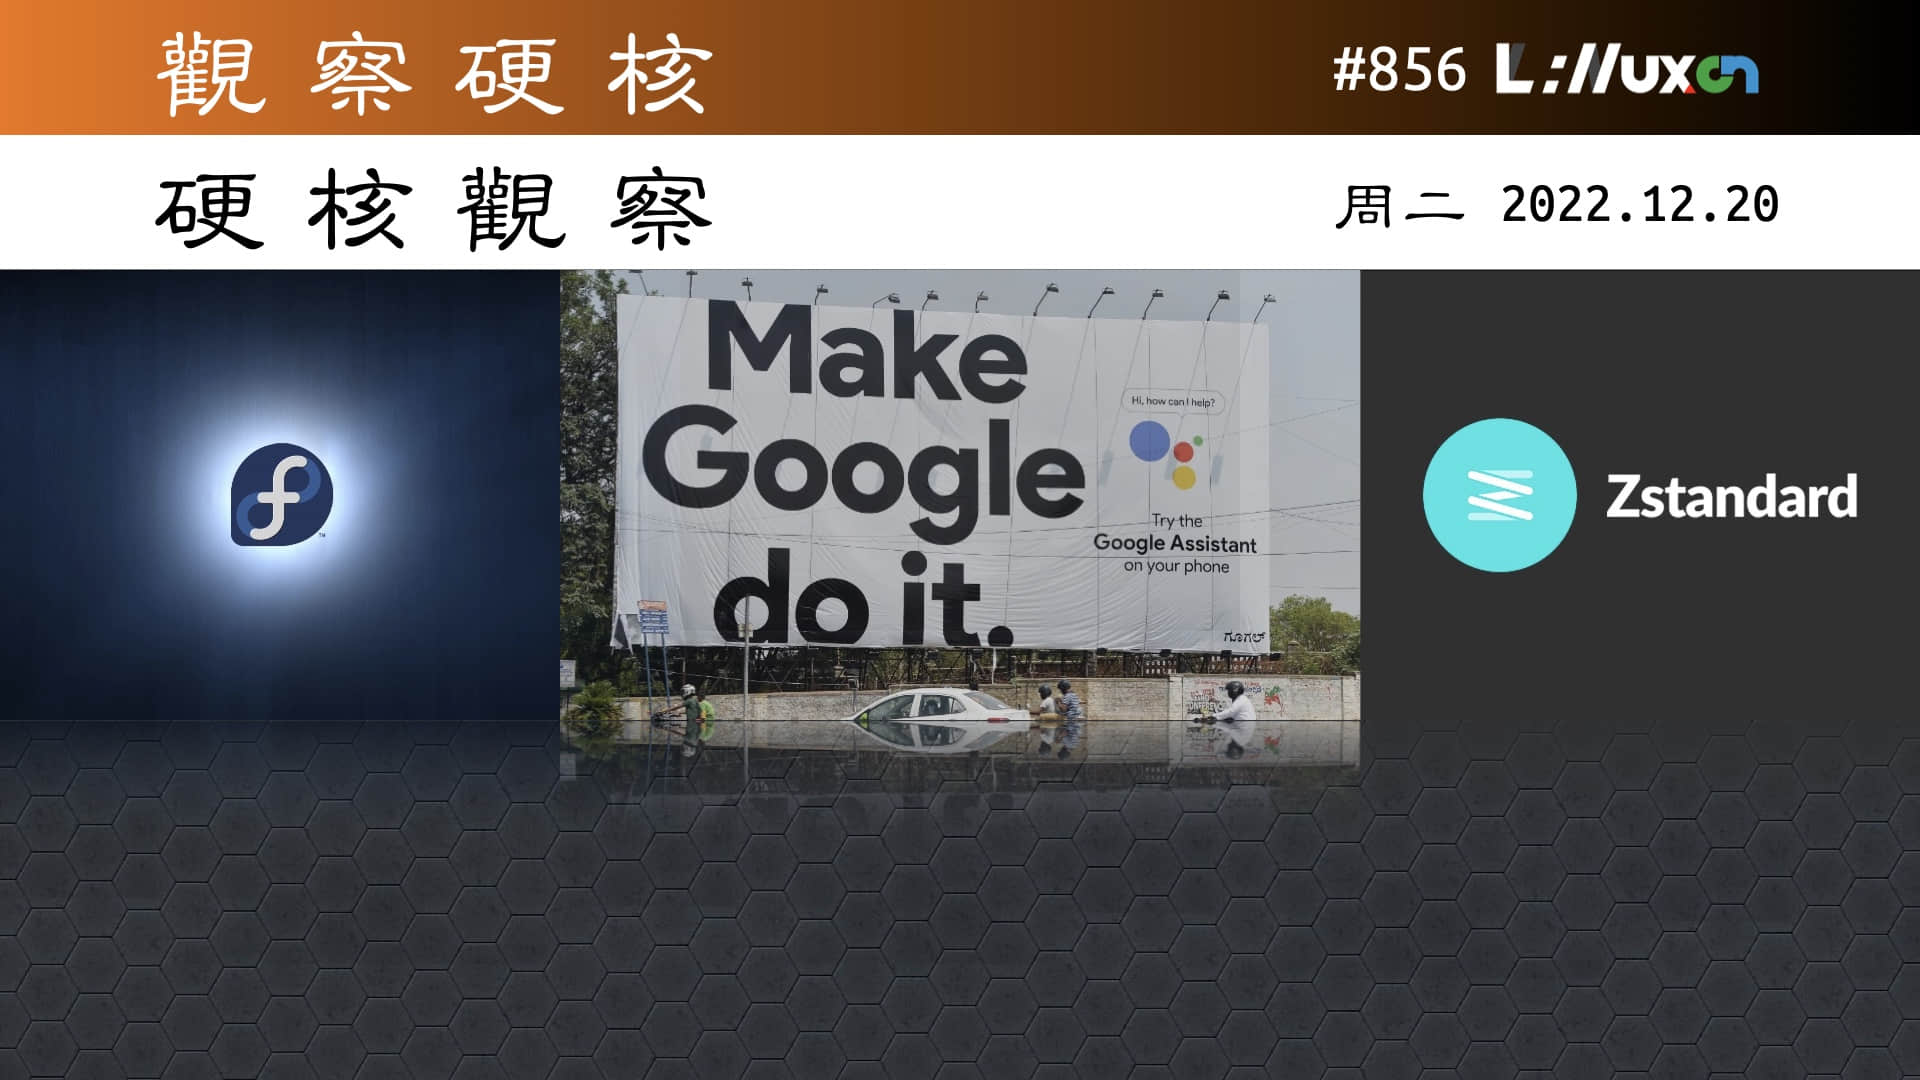 觀察硬核
#856 L://uxcn
硬核觀察
周二 2022.12.20
Make
Google
do it.
Hi, how can I help?
Try the
Google Assistant
on your phone
ಗೂಗಲ್
Zstandard